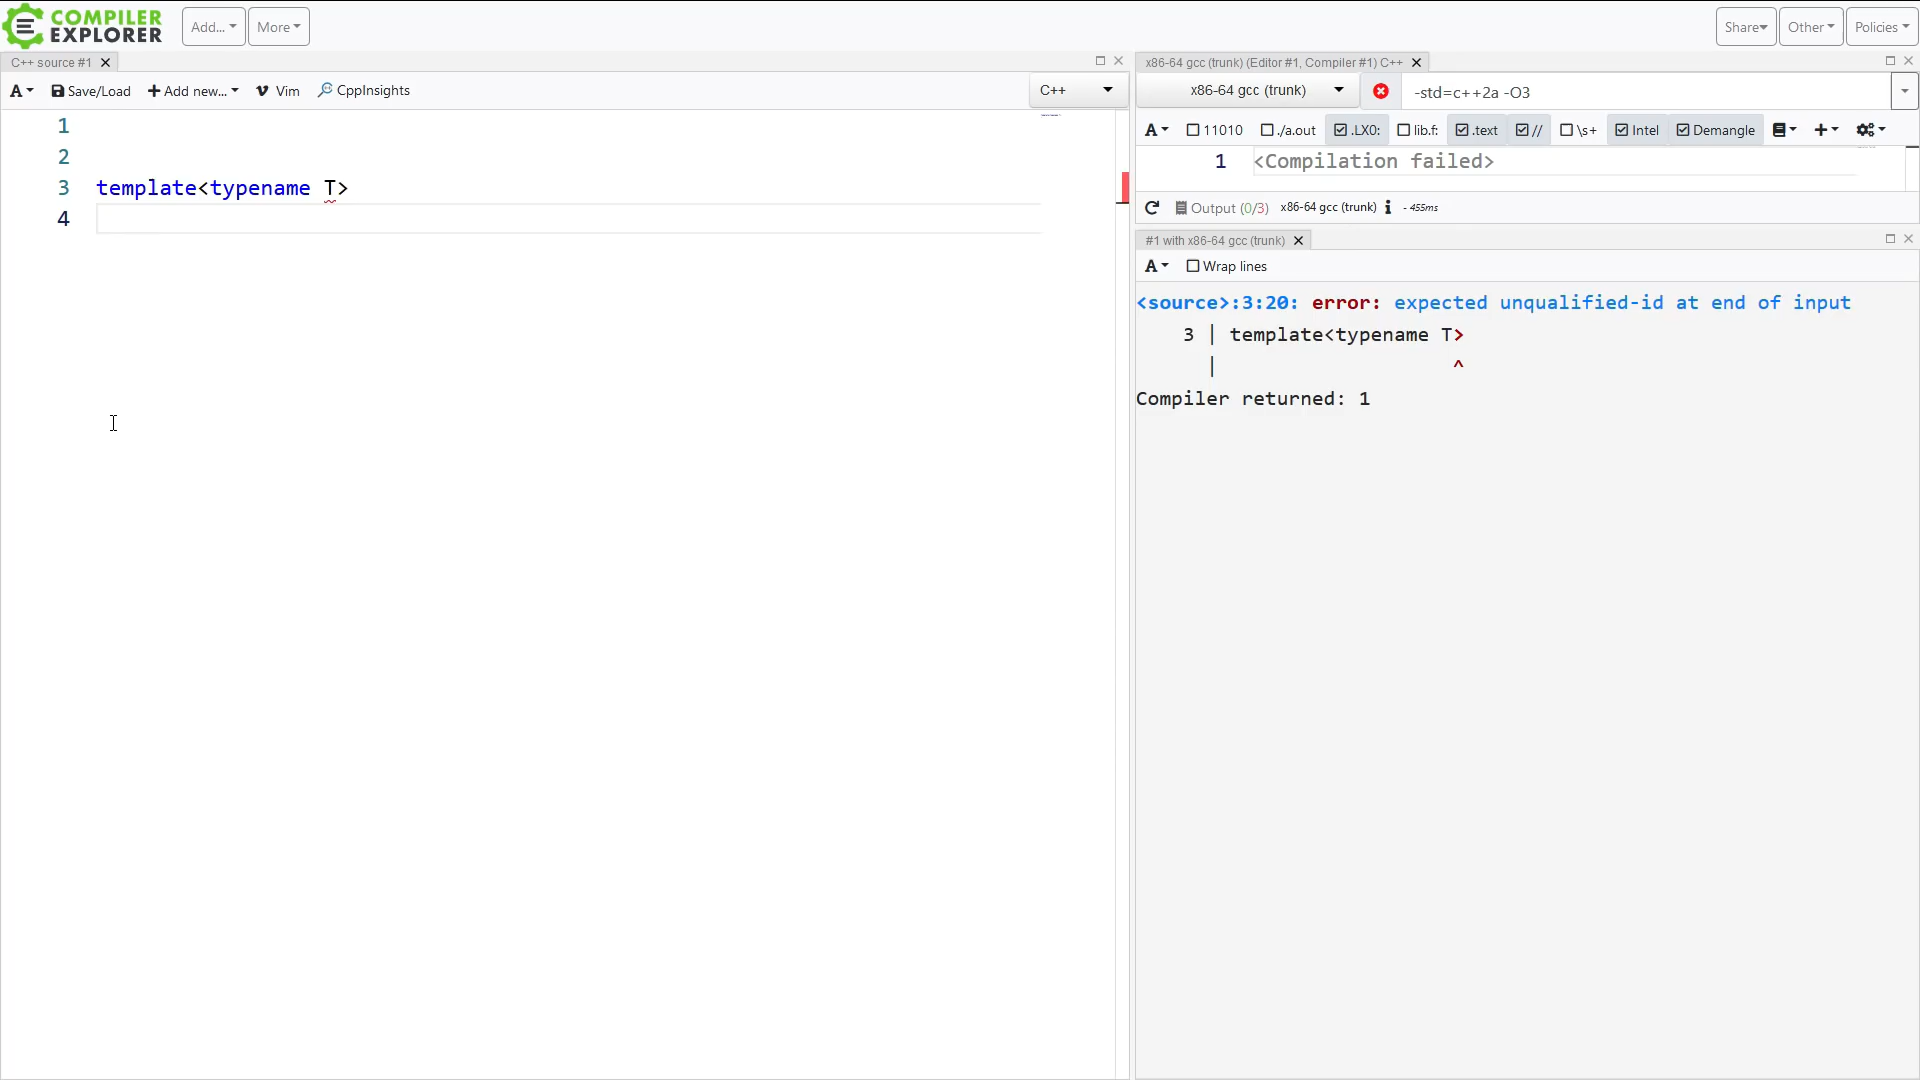 COMPILER
EXPLORER
Add...
More
Share
Other
Policies
C++ source #1
A
Save/Load
Add new...
Vim
CppInsights
C++
1
2
3 template<typename T>
4
x86-64 gcc (trunk) (Editor #1, Compiler #1) C++
x86-64 gcc (trunk)
-std=c++2a -O3
A
11010
./a.out
.LX0:
lib.f:
.text
//
\s+
Intel
Demangle
1 <Compilation failed>
Output (0/3) x86-64 gcc (trunk) i - 455ms
#1 with x86-64 gcc (trunk)
A
Wrap lines
<source>:3:20: error: expected unqualified-id at end of input
3 | template<typename T>
| ^
Compiler returned: 1